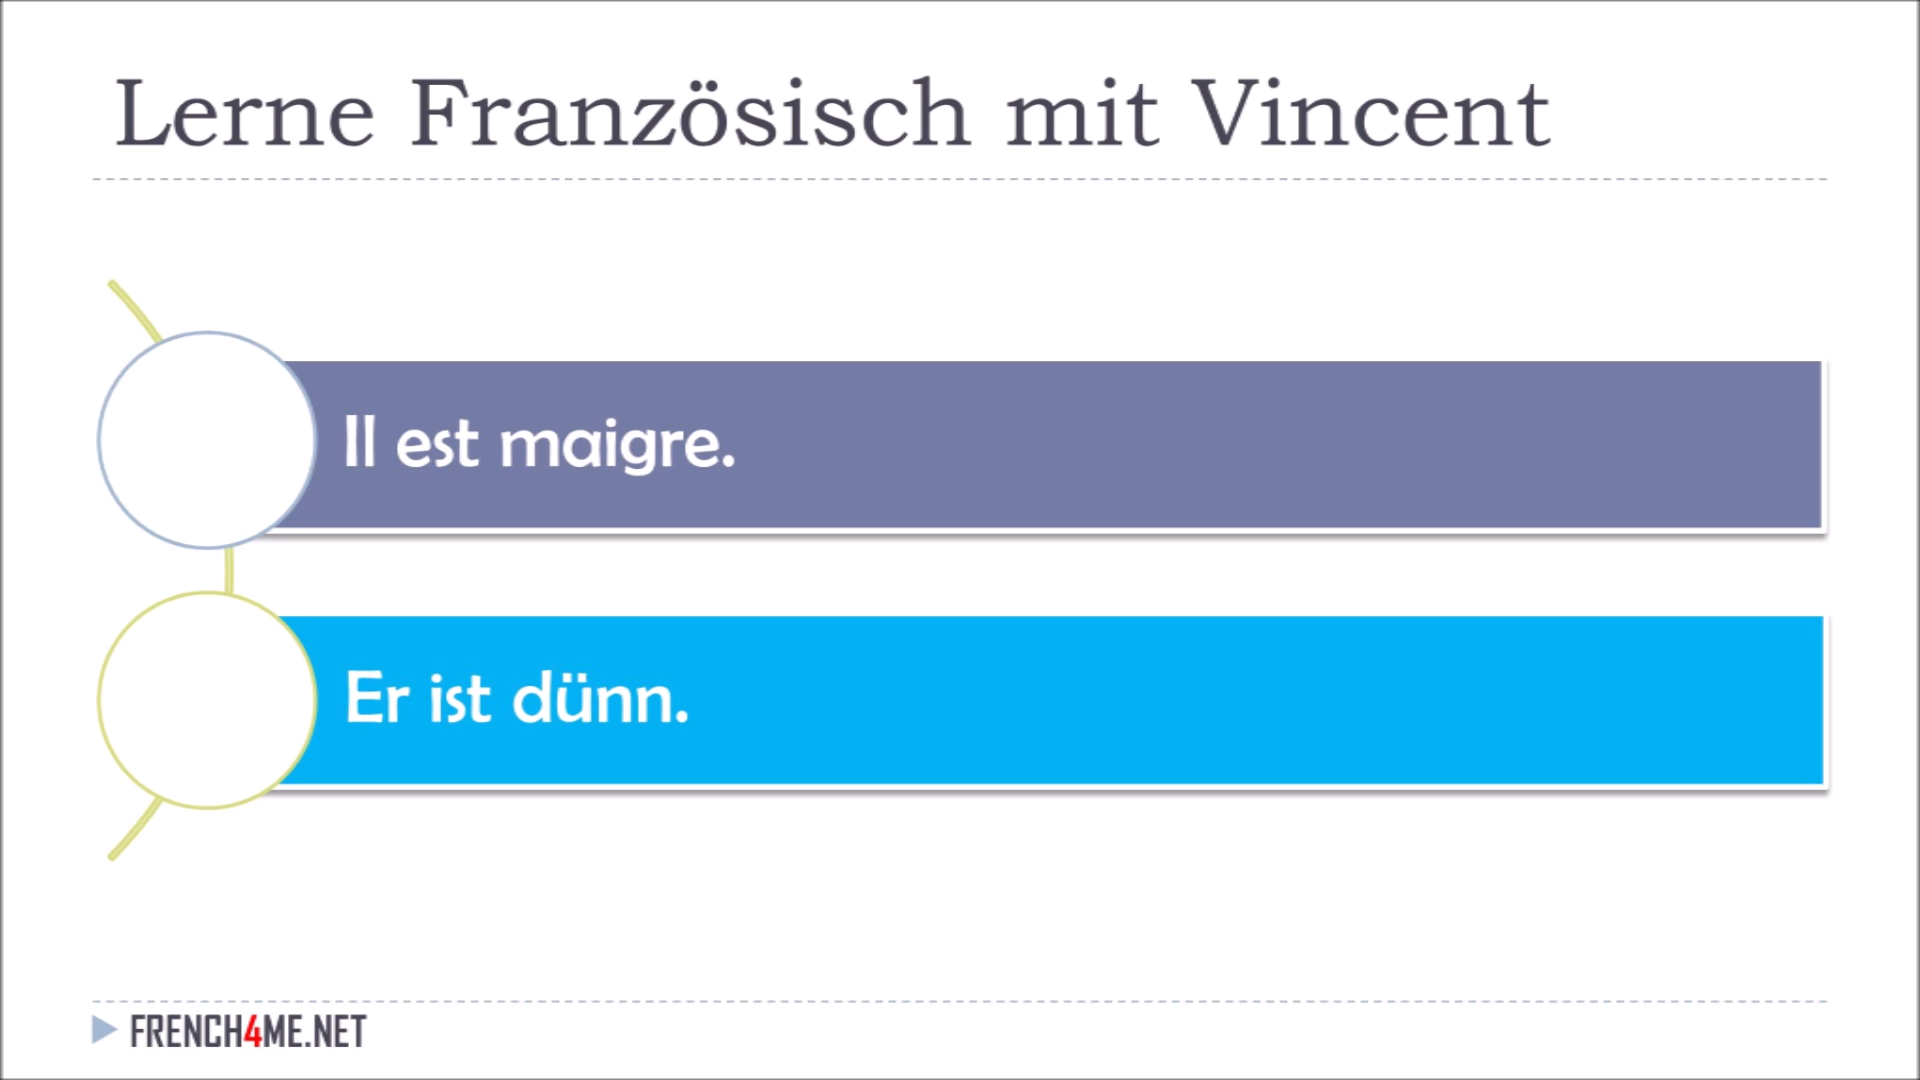 Lerne Französisch mit Vincent
Il est maigre.
Er ist dünn.
FRENCH4ME.NET